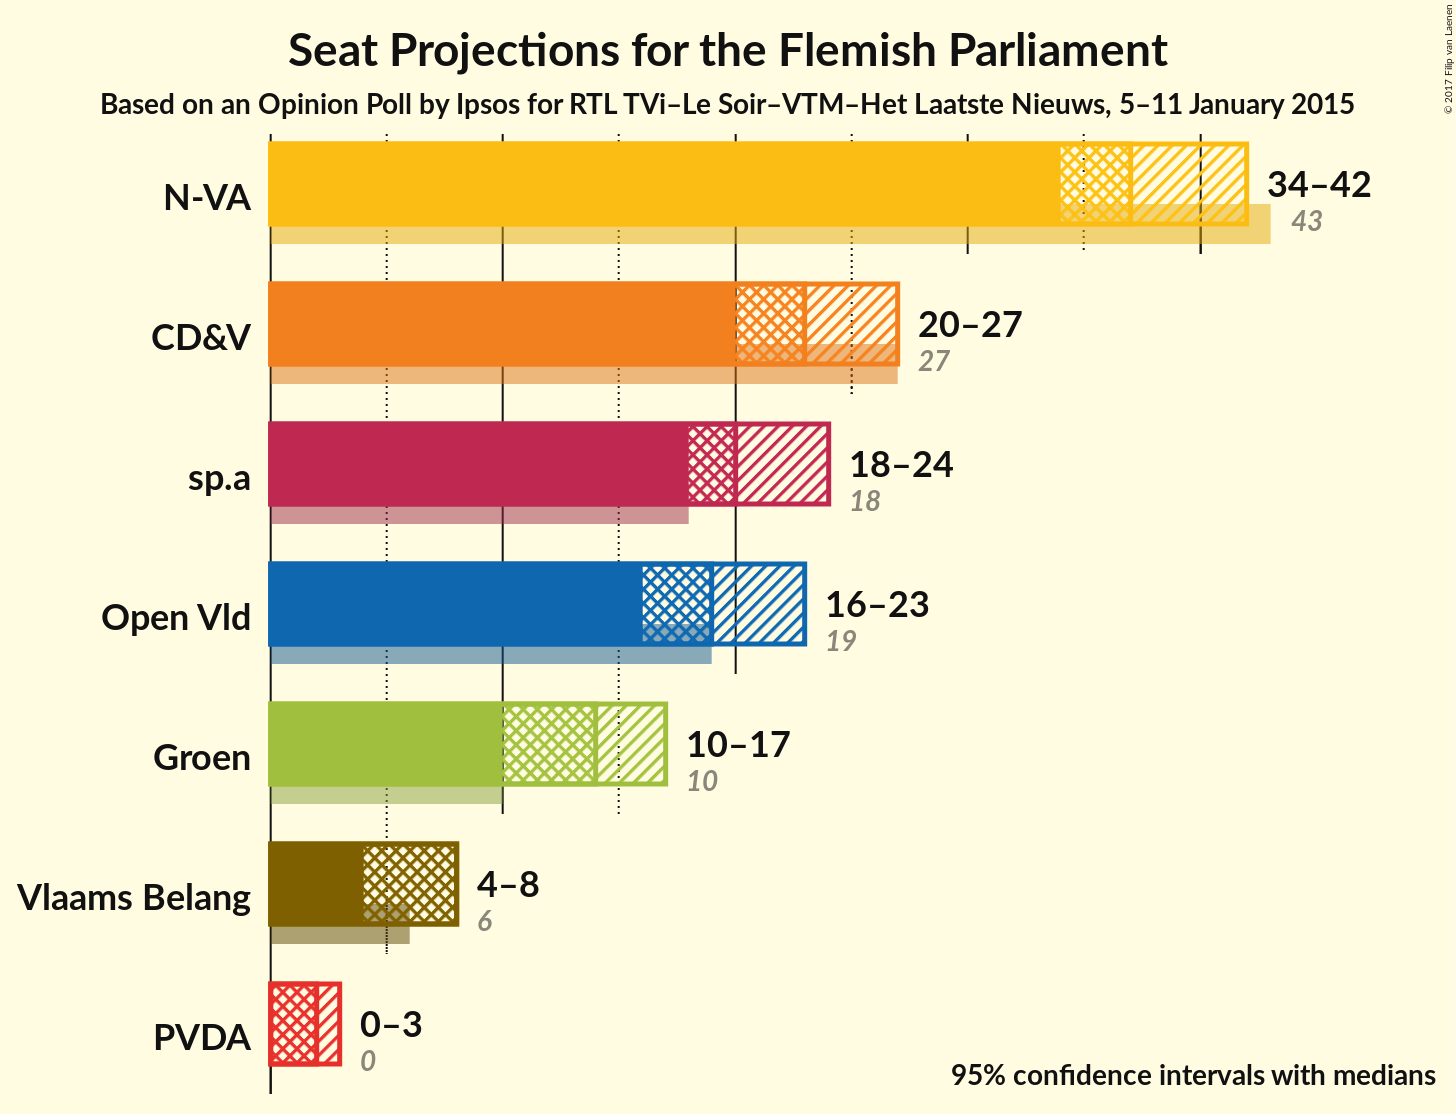 Seat Projections for the Flemish Parliament
Based on an Opinion Poll by Ipsos for RTL TVi–Le Soir–VTM–Het Laatste Nieuws, 5–11 January 2015
© 2017 Filip van Laenen
N-VA
34–42
43
CD&V
20–27
27
sp.a
18–24
18
Open Vld
16–23
19
Groen
10–17
10
Vlaams Belang
4–8
6
PVDA
0–3
0
95% confidence intervals with medians